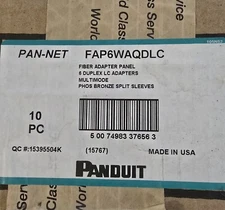 PAN-NET FAP6WAQDLC
FIBER ADAPTER PANEL
6 DUPLEX LC ADAPTERS
MULTIMODE
PHOS BRONZE SPLIT SLEEVES
10
PC
5 00 74983 37656 3
QC #:15395504K
(15767)
MADE IN USA
PANDUIT